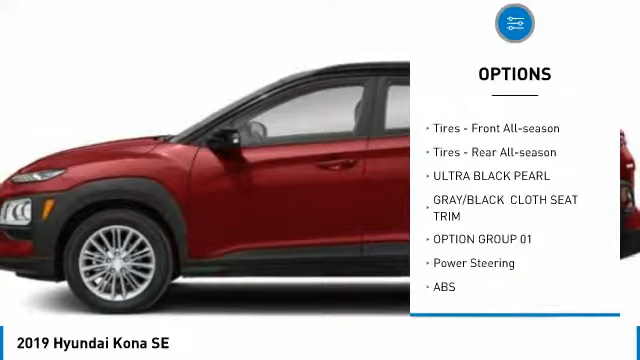 OPTIONS
Tires - Front All-season
Tires - Rear All-season
ULTRA BLACK PEARL
GRAY/BLACK CLOTH SEAT
TRIM
OPTION GROUP 01
Power Steering
ABS
2019 Hyundai Kona SE